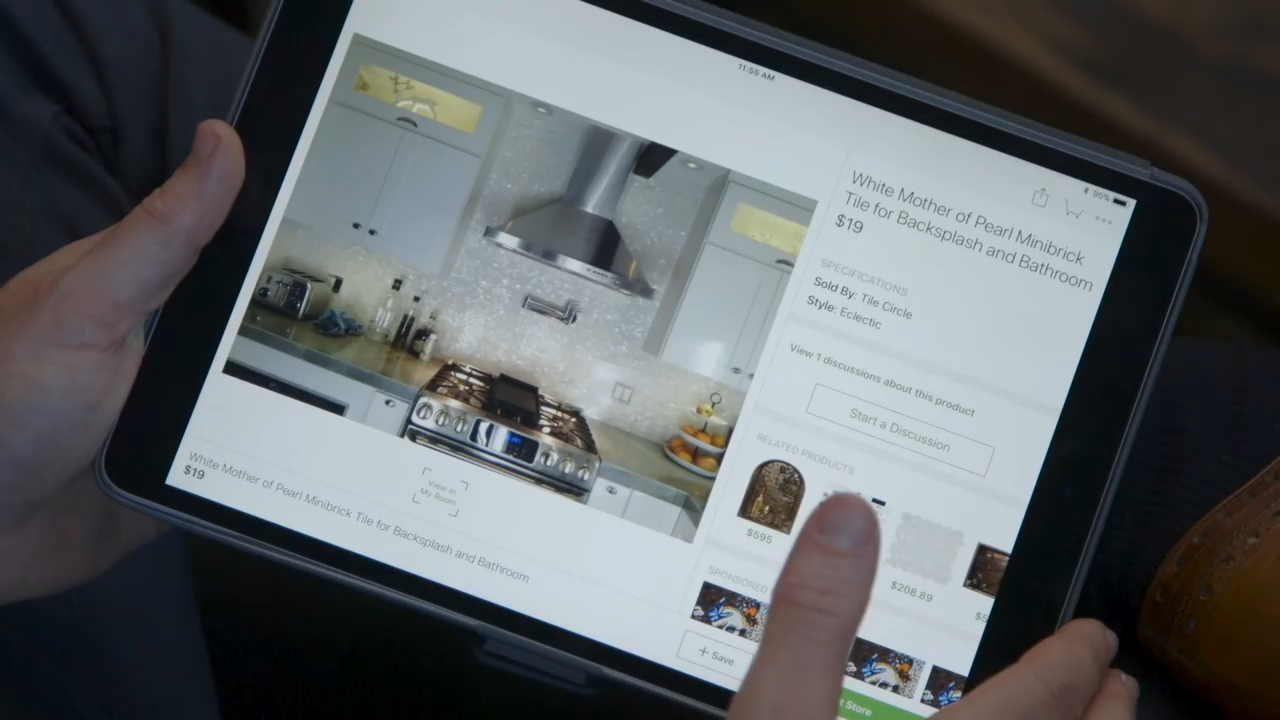 11:55 AM
95%
White Mother of Pearl Minibrick
Tile for Backsplash and Bathroom
$19
SPECIFICATIONS
Sold By: Tile Circle
Style: Eclectic
View 1 discussions about this product
Start a Discussion
RELATED PRODUCTS
$595
$208.89
SPONSORED
+ Save
Store
View in
My Room
White Mother of Pearl Minibrick Tile for Backsplash and Bathroom
$19